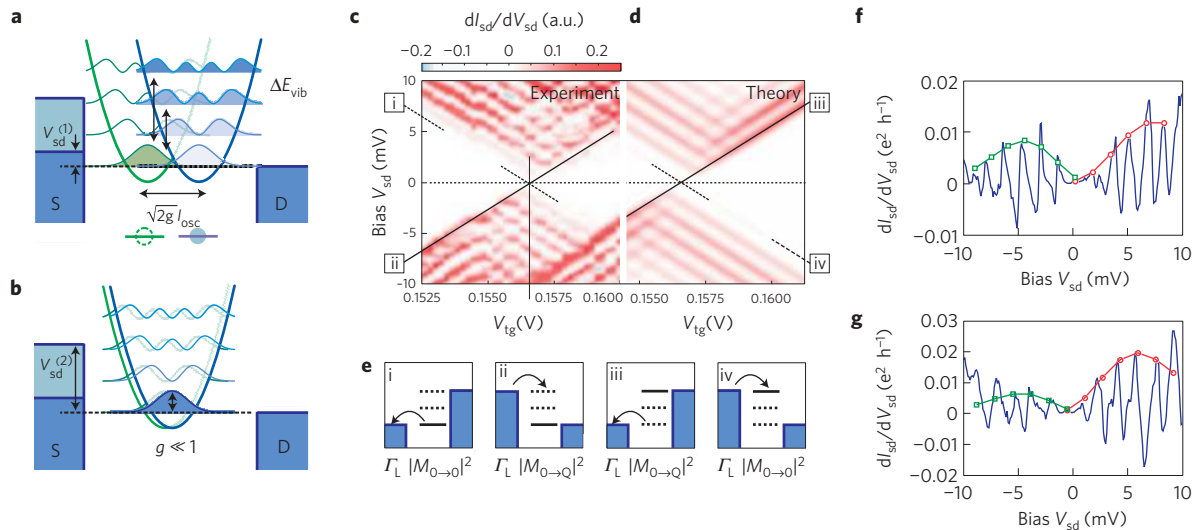 a
ΔE_vib
V_sd^(1)
S
D
√2g l_osc
b
V_sd^(2)
S
D
g ≪ 1
c
d
dI_sd/dV_sd (a.u.)
−0.2
0
0.2
Experiment
Theory
i
ii
iii
iv
10
5
0
−5
−10
Bias V_sd (mV)
0.1525
0.1550
0.1575
0.1600
V_tg(V)
0.1550
0.1575
0.1600
V_tg(V)
e
i
ii
iii
iv
Γ_L |M_0→0|^2
Γ_L |M_0→Q|^2
Γ_L |M_0→Q|^2
Γ_L |M_0→0|^2
f
dI_sd/dV_sd (e^2 h^−1)
0.02
0.01
0
−0.01
−10
−5
0
5
10
Bias V_sd (mV)
g
dI_sd/dV_sd (e^2 h^−1)
0.03
0.02
0.01
0
−0.01
−0.02
−10
−5
0
5
10
Bias V_sd (mV)